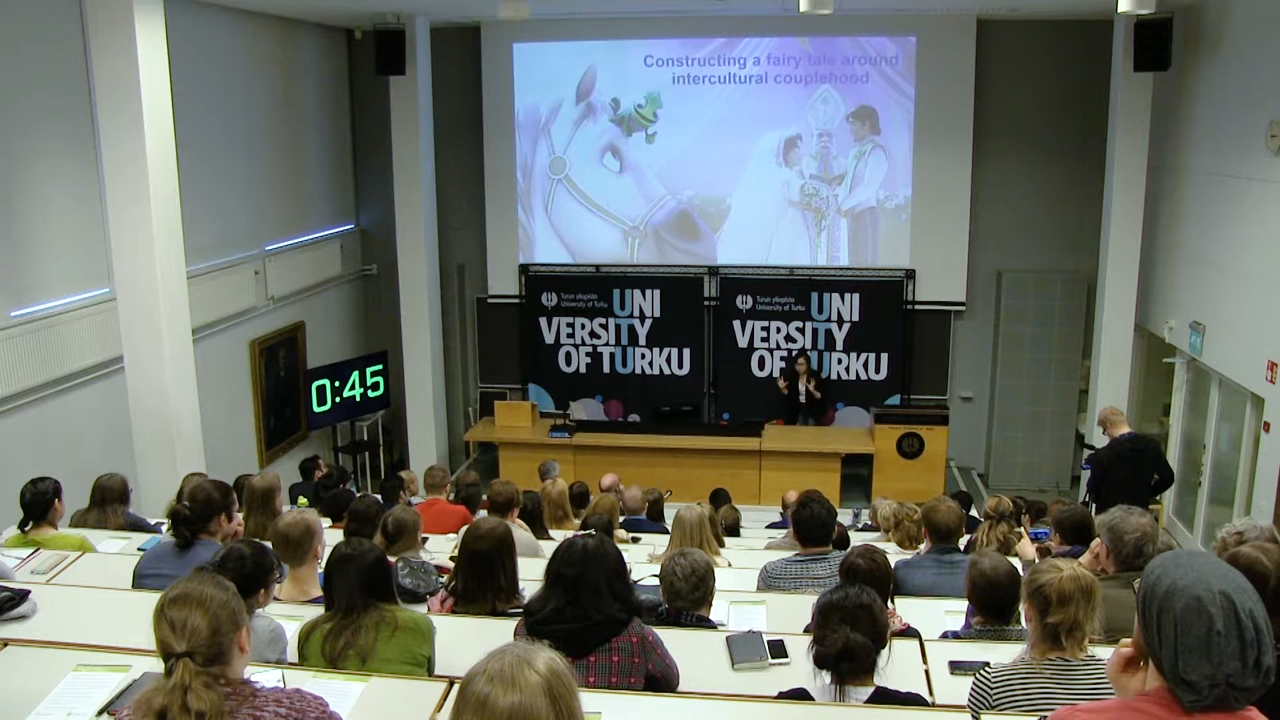 Constructing a fairy tale around
intercultural couplehood
Turun yliopisto
University of Turku
UNI
VERSITY
OF TURKU
Turun yliopisto
University of Turku
UNI
VERSITY
OF TURKU
0:45